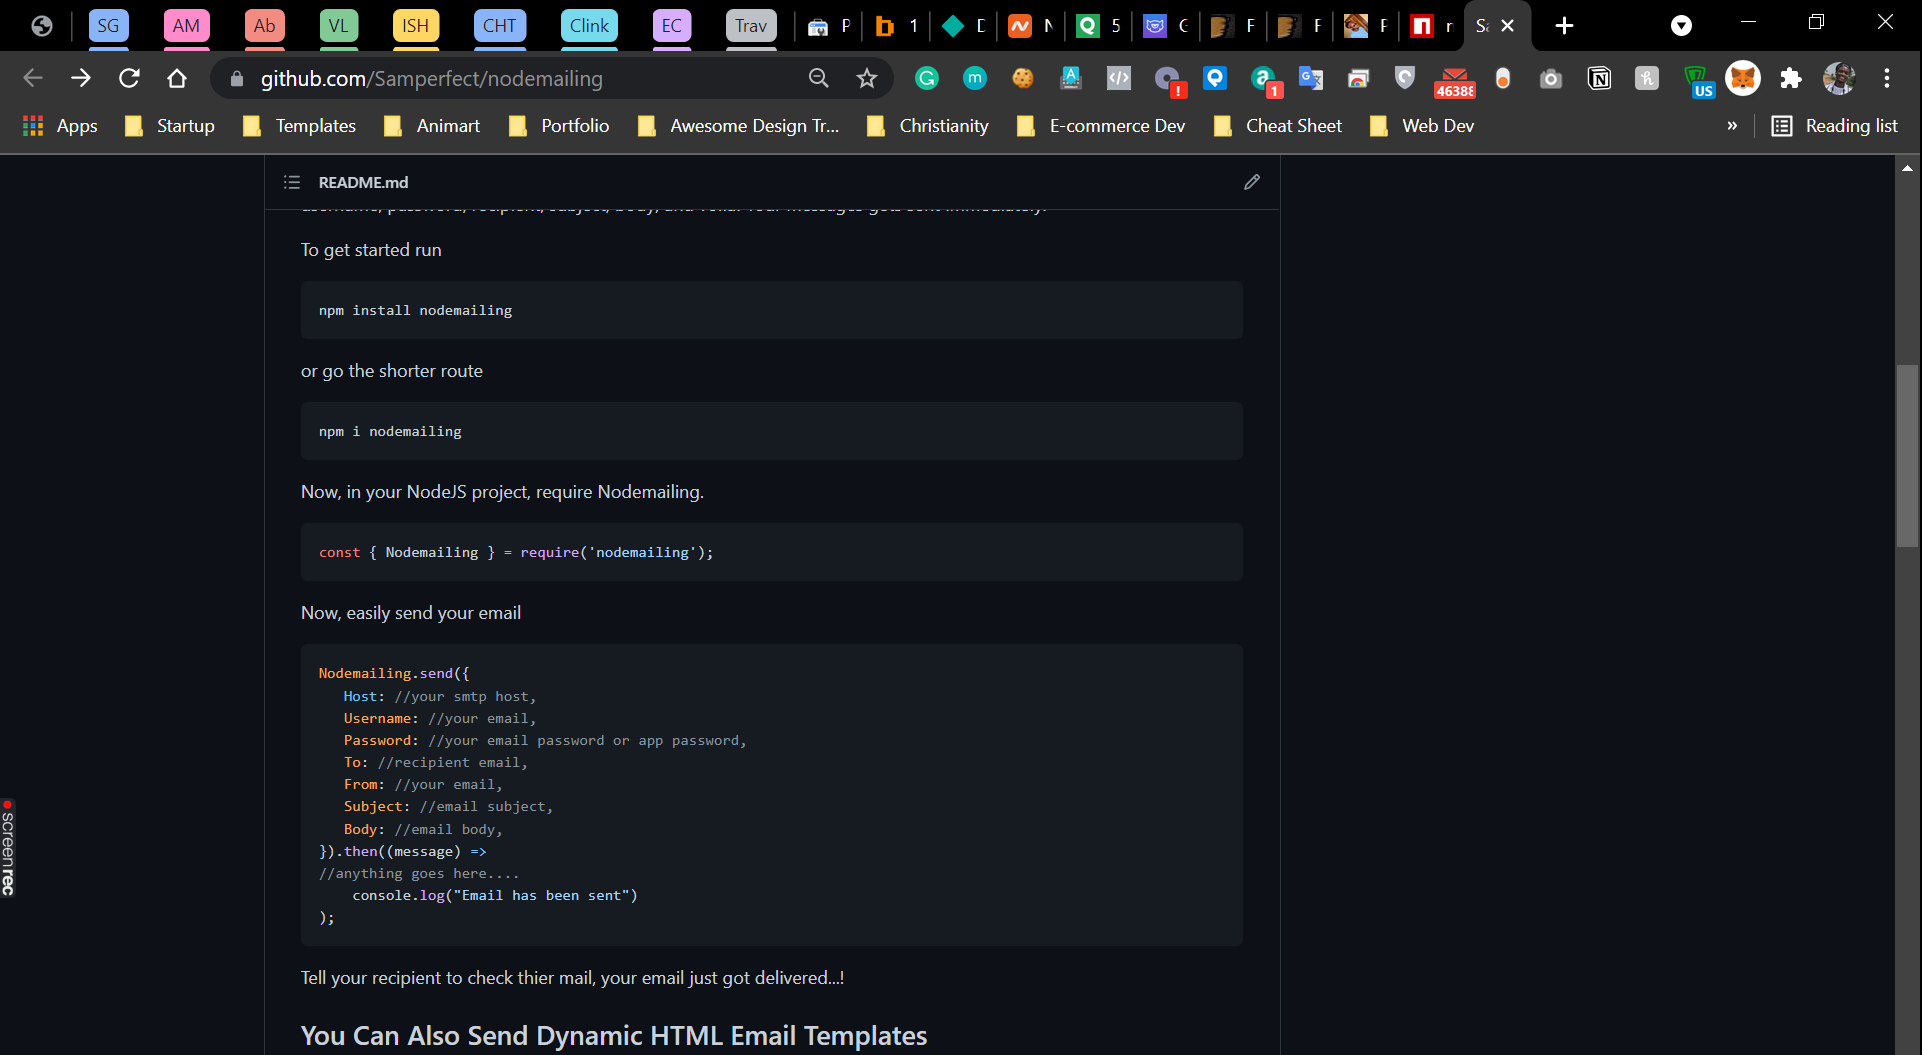 SG AM Ab VL ISH CHT Clink EC Trav P 1 D N 5 G F F F r Sa
github.com/Samperfect/nodemailing
! 1 46388 US
Apps Startup Templates Animart Portfolio Awesome Design Tr... Christianity E-commerce Dev Cheat Sheet Web Dev » Reading list
README.md
To get started run
npm install nodemailing
or go the shorter route
npm i nodemailing
Now, in your NodeJS project, require Nodemailing.
const { Nodemailing } = require('nodemailing');
Now, easily send your email
Nodemailing.send({
Host: //your smtp host,
Username: //your email,
Password: //your email password or app password,
To: //recipient email,
From: //your email,
Subject: //email subject,
Body: //email body,
}).then((message) =>
//anything goes here....
console.log("Email has been sent")
);
Tell your recipient to check thier mail, your email just got delivered...!
You Can Also Send Dynamic HTML Email Templates
screenrec